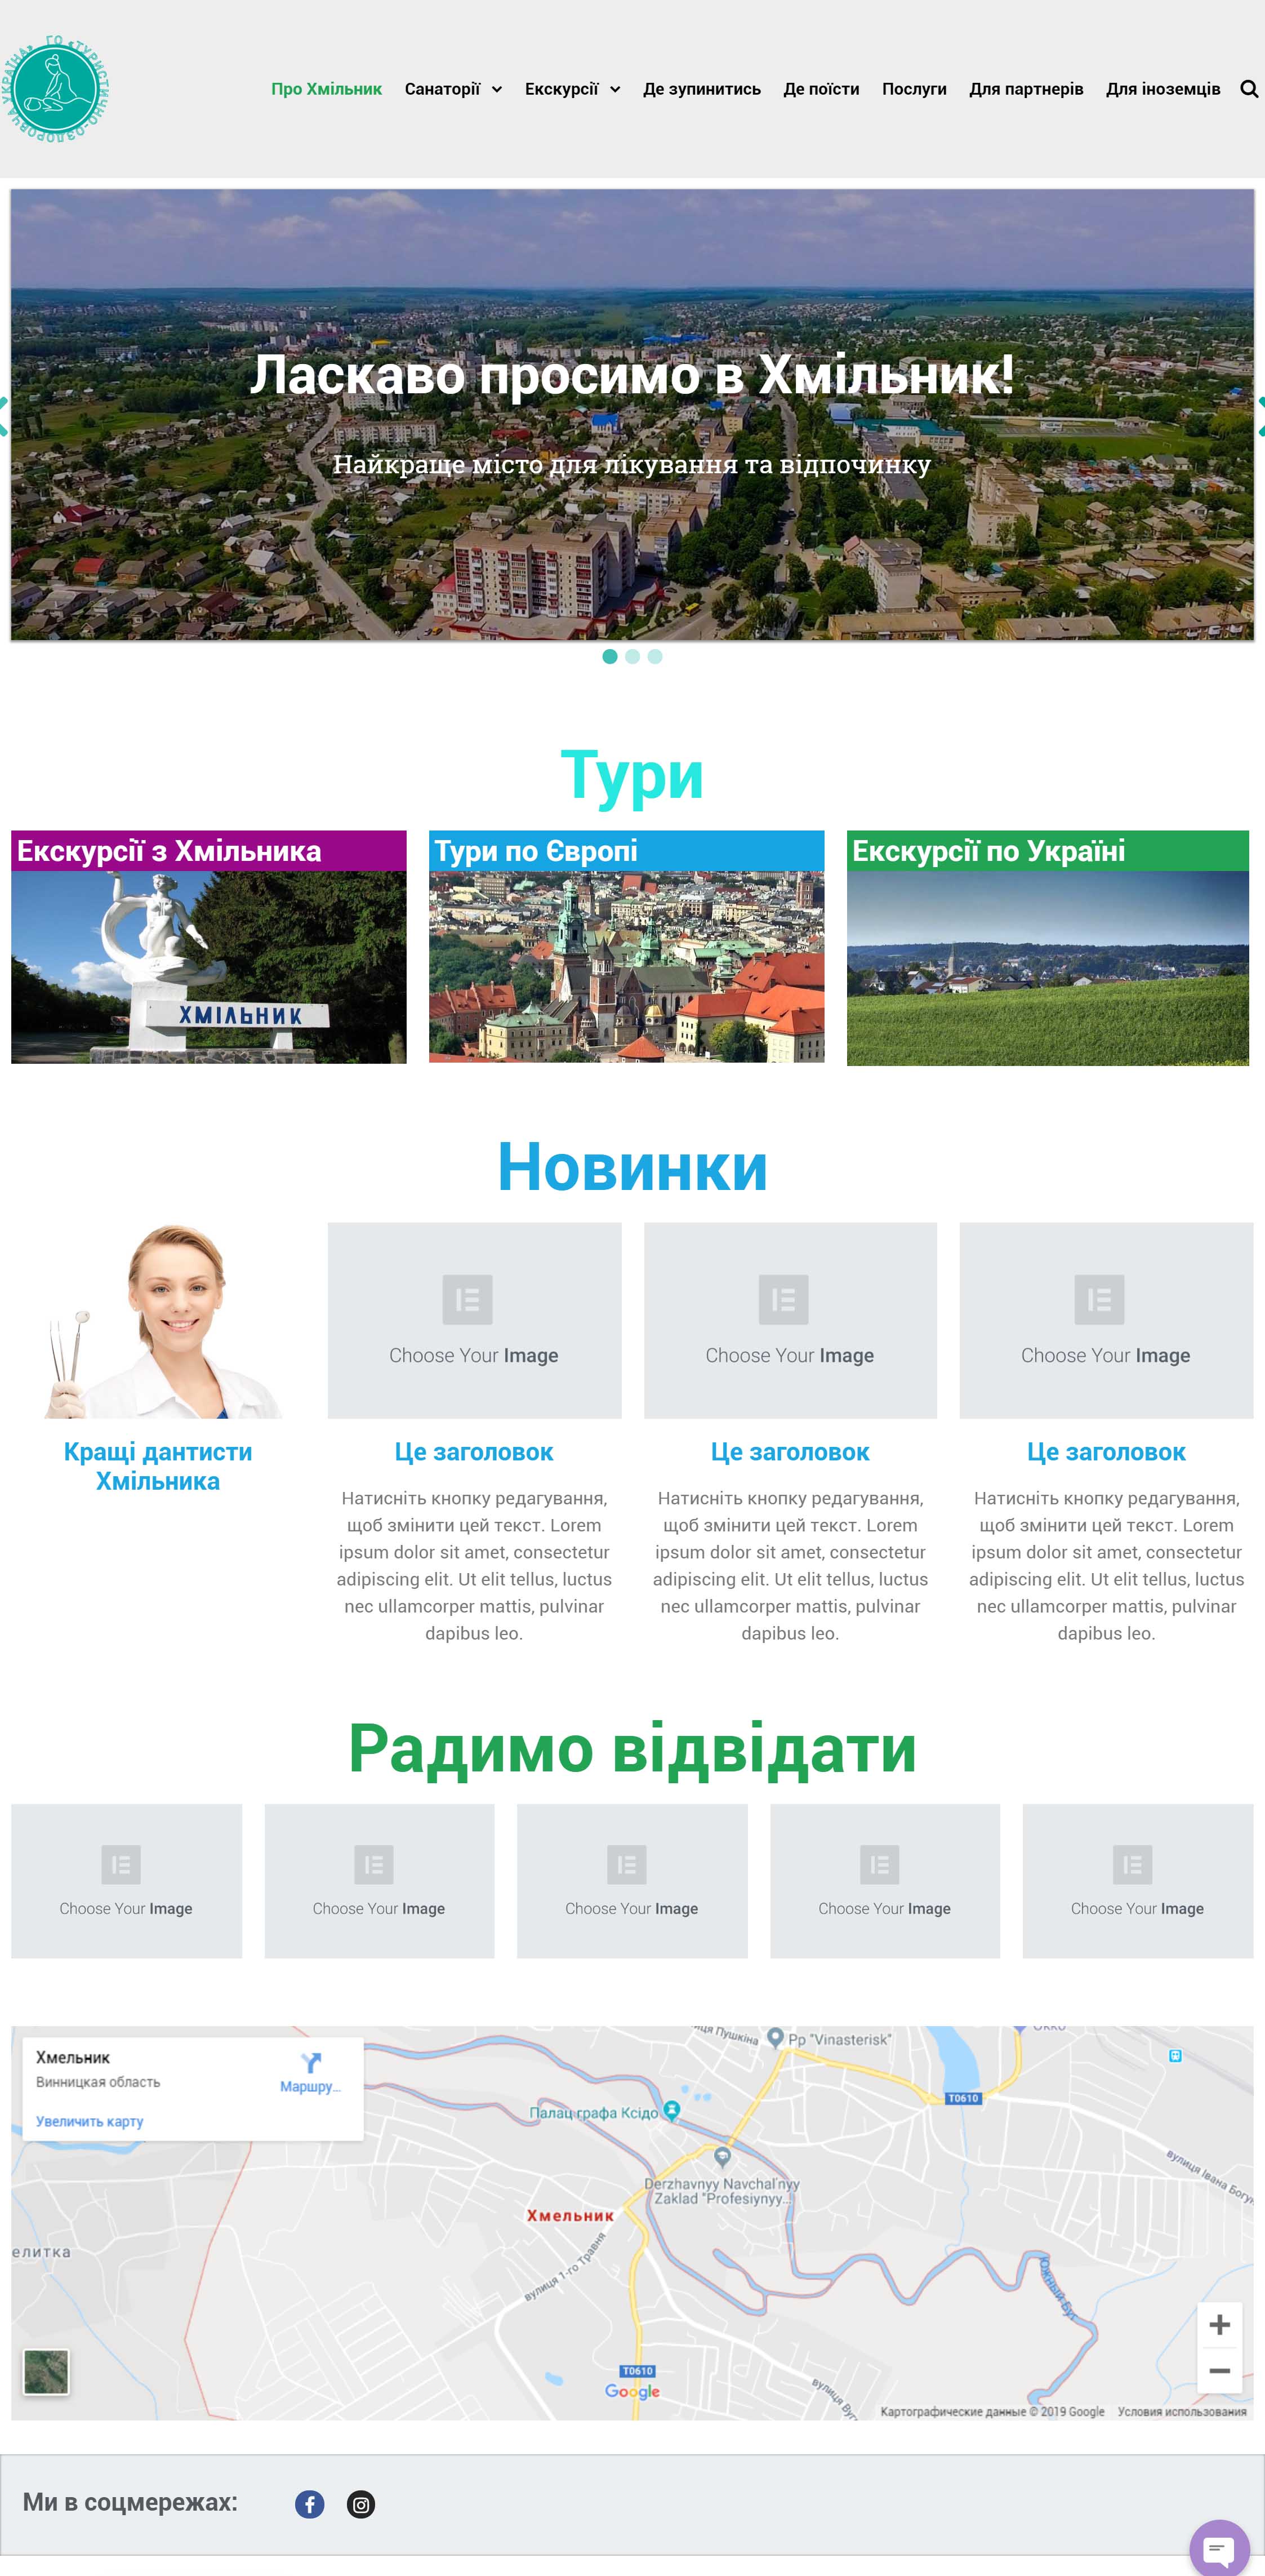 ГО «ТУРИСТИЧНО-ОЗДОРОВЧА УКРАЇНА»
Про Хмільник Санаторії Екскурсії Де зупинитись Де поїсти Послуги Для партнерів Для іноземців
Ласкаво просимо в Хмільник!
Найкраще місто для лікування та відпочинку
Тури
Екскурсії з Хмільника
ХМІЛЬНИК
Тури по Європі
Екскурсії по Україні
Новинки
Кращі дантисти
Хмільника
Choose Your Image
Це заголовок
Натисніть кнопку редагування,
щоб змінити цей текст. Lorem
ipsum dolor sit amet, consectetur
adipiscing elit. Ut elit tellus, luctus
nec ullamcorper mattis, pulvinar
dapibus leo.
Choose Your Image
Це заголовок
Натисніть кнопку редагування,
щоб змінити цей текст. Lorem
ipsum dolor sit amet, consectetur
adipiscing elit. Ut elit tellus, luctus
nec ullamcorper mattis, pulvinar
dapibus leo.
Choose Your Image
Це заголовок
Натисніть кнопку редагування,
щоб змінити цей текст. Lorem
ipsum dolor sit amet, consectetur
adipiscing elit. Ut elit tellus, luctus
nec ullamcorper mattis, pulvinar
dapibus leo.
Радимо відвідати
Choose Your Image
Choose Your Image
Choose Your Image
Choose Your Image
Choose Your Image
Хмельник
Винницкая область
Маршру...
Увеличить карту
Пушкіна
Pp "Vinasterisk"
Т0610
Палац графа Ксідо
вулиця Івана Богун
Derzhavnyy Navchal'nyy
Zaklad "Profesiynyy...
Хмельник
елитка
вулиця 1-го Травня
Южный Буг
Т0610
Google
Картографические данные © 2019 Google Условия использования
Ми в соцмережах: